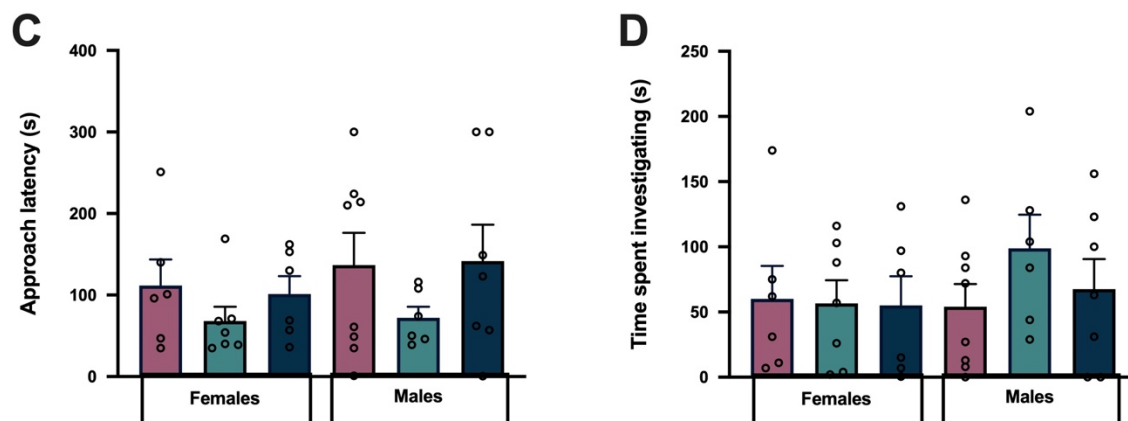 C
Approach latency (s)
400
300
200
100
0
Females
Males
D
Time spent investigating (s)
250
200
150
100
50
0
Females
Males